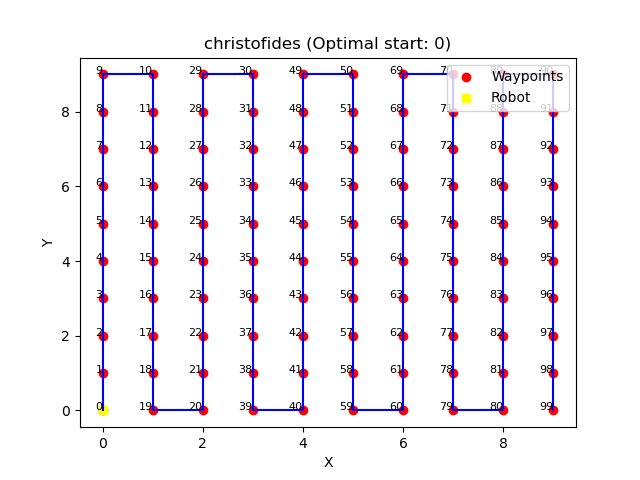 christofides (Optimal start: 0)
Waypoints
Robot
9 10 29 30 49 50 69 70 89 90
8 11 28 31 48 51 68 71 88 91
7 12 27 32 47 52 67 72 87 92
6 13 26 33 46 53 66 73 86 93
5 14 25 34 45 54 65 74 85 94
4 15 24 35 44 55 64 75 84 95
3 16 23 36 43 56 63 76 83 96
2 17 22 37 42 57 62 77 82 97
1 18 21 38 41 58 61 78 81 98
0 19 20 39 40 59 60 79 80 99
8
6
4
2
0
Y
0 2 4 6 8
X